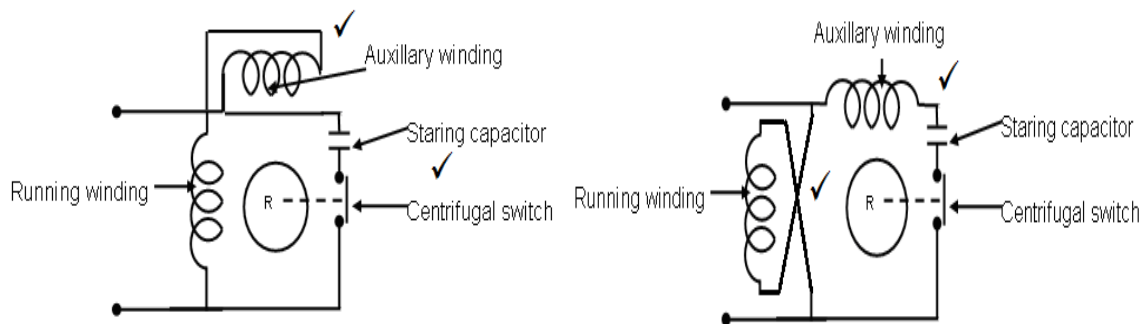 Auxillary winding
Staring capacitor
Running winding
R
Centrifugal switch
Auxillary winding
Staring capacitor
Running winding
R
Centrifugal switch